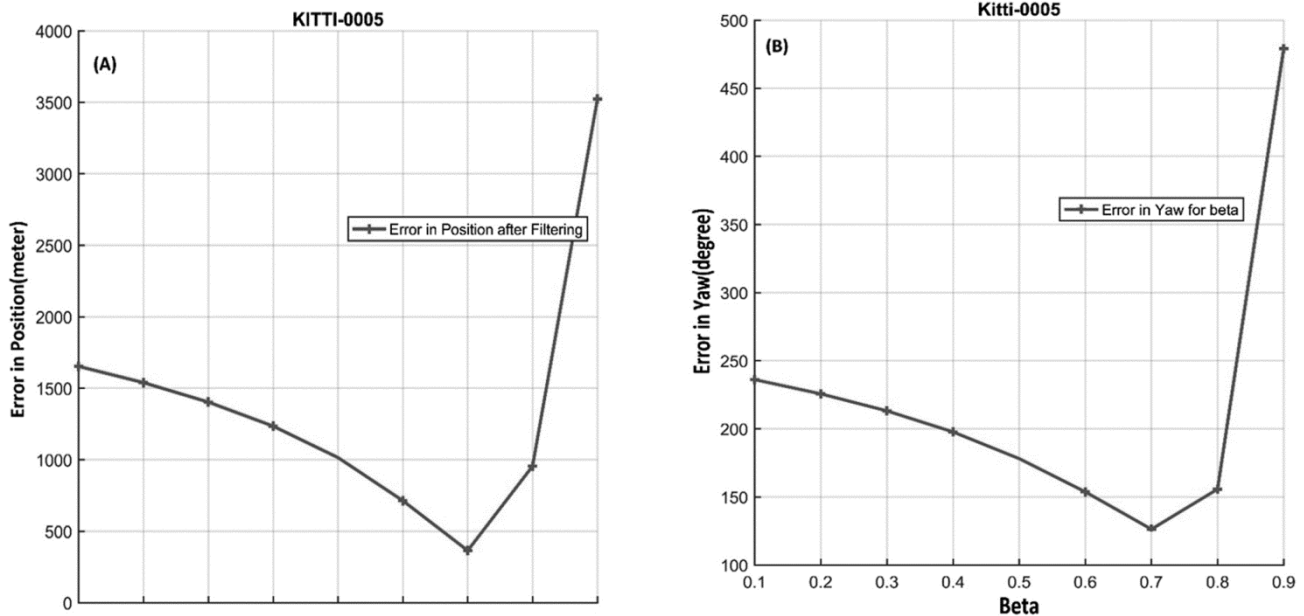 KITTI-0005
(A)
4000
3500
3000
2500
2000
1500
1000
500
0
Error in Position(meter)
Error in Position after Filtering
Kitti-0005
(B)
500
450
400
350
300
250
200
150
100
Error in Yaw(degree)
Error in Yaw for beta
0.1 0.2 0.3 0.4 0.5 0.6 0.7 0.8 0.9
Beta